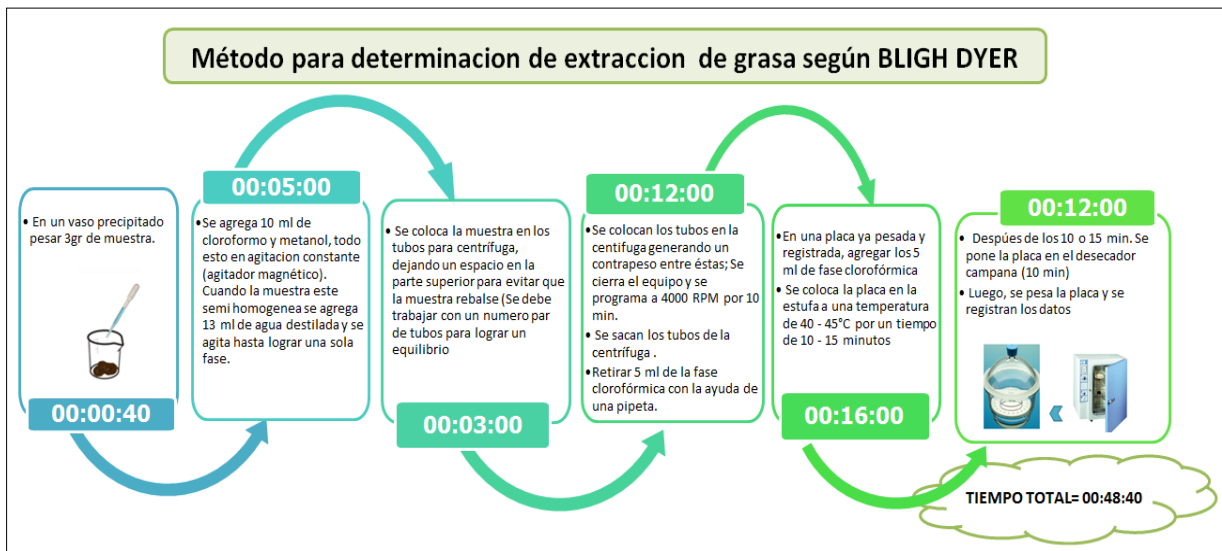 Método para determinacion de extraccion de grasa según BLIGH DYER
• En un vaso precipitado
pesar 3gr de muestra.
00:00:40
00:05:00
•Se agrega 10 ml de
cloroformo y metanol, todo
esto en agitacion constante
(agitador magnético).
Cuando la muestra este
semi homogenea se agrega
13 ml de agua destilada y se
agita hasta lograr una sola
fase.
• Se coloca la muestra en los
tubos para centrífuga,
dejando un espacio en la
parte superior para evitar que
la muestra rebalse (Se debe
trabajar con un numero par
de tubos para lograr un
equilibrio
00:03:00
00:12:00
•Se colocan los tubos en la
centifuga generando un
contrapeso entre éstas; Se
cierra el equipo y se
programa a 4000 RPM por 10
min.
• Se sacan los tubos de la
centrífuga .
•Retirar 5 ml de la fase
clorofórmica con la ayuda de
una pipeta.
•En una placa ya pesada y
registrada, agregar los 5
ml de fase clorofórmica
• Se coloca la placa en la
estufa a una temperatura
de 40 - 45°C por un tiempo
de 10 - 15 minutos
00:16:00
00:12:00
• Despúes de los 10 o 15 min. Se
pone la placa en el desecador
campana (10 min)
• Luego, se pesa la placa y se
registran los datos
TIEMPO TOTAL= 00:48:40